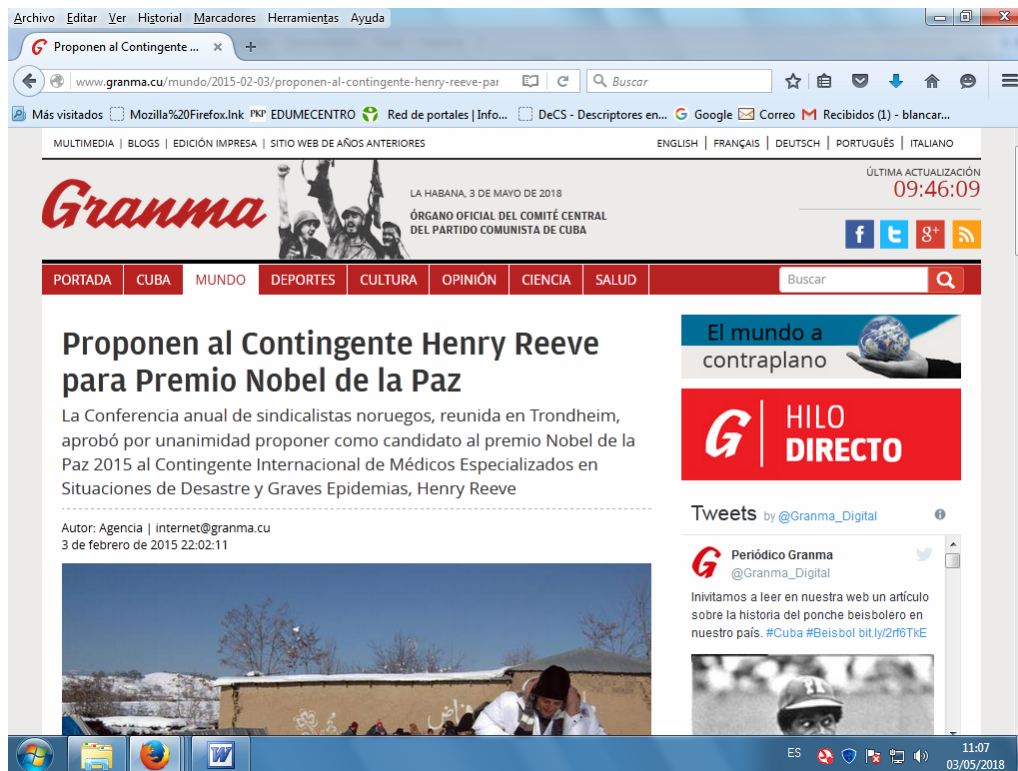 Archivo Editar Ver Historial Marcadores Herramientas Ayuda
Proponen al Contingente ... × +
www.granma.cu/mundo/2015-02-03/proponen-al-contingente-henry-reeve-par
Buscar
Más visitados Mozilla%20Firefox.lnk PKP EDUMECENTRO Red de portales | Info... DeCS - Descriptores en... Google Correo Recibidos (1) - blancar...
MULTIMEDIA | BLOGS | EDICIÓN IMPRESA | SITIO WEB DE AÑOS ANTERIORES
ENGLISH | FRANÇAIS | DEUTSCH | PORTUGUÊS | ITALIANO
Granma
LA HABANA, 3 DE MAYO DE 2018
ÓRGANO OFICIAL DEL COMITÉ CENTRAL
DEL PARTIDO COMUNISTA DE CUBA
ÚLTIMA ACTUALIZACIÓN
09:46:09
PORTADA CUBA MUNDO DEPORTES CULTURA OPINIÓN CIENCIA SALUD
Buscar
Proponen al Contingente Henry Reeve
para Premio Nobel de la Paz
La Conferencia anual de sindicalistas noruegos, reunida en Trondheim,
aprobó por unanimidad proponer como candidato al premio Nobel de la
Paz 2015 al Contingente Internacional de Médicos Especializados en
Situaciones de Desastre y Graves Epidemias, Henry Reeve
Autor: Agencia | internet@granma.cu
3 de febrero de 2015 22:02:11
El mundo a
contraplano
G HILO
DIRECTO
Tweets by @Granma_Digital
Periódico Granma
@Granma_Digital
Inivitamos a leer en nuestra web un artículo
sobre la historia del ponche beisbolero en
nuestro país. #Cuba #Beisbol bit.ly/2rf6TkE
ES
11:07
03/05/2018